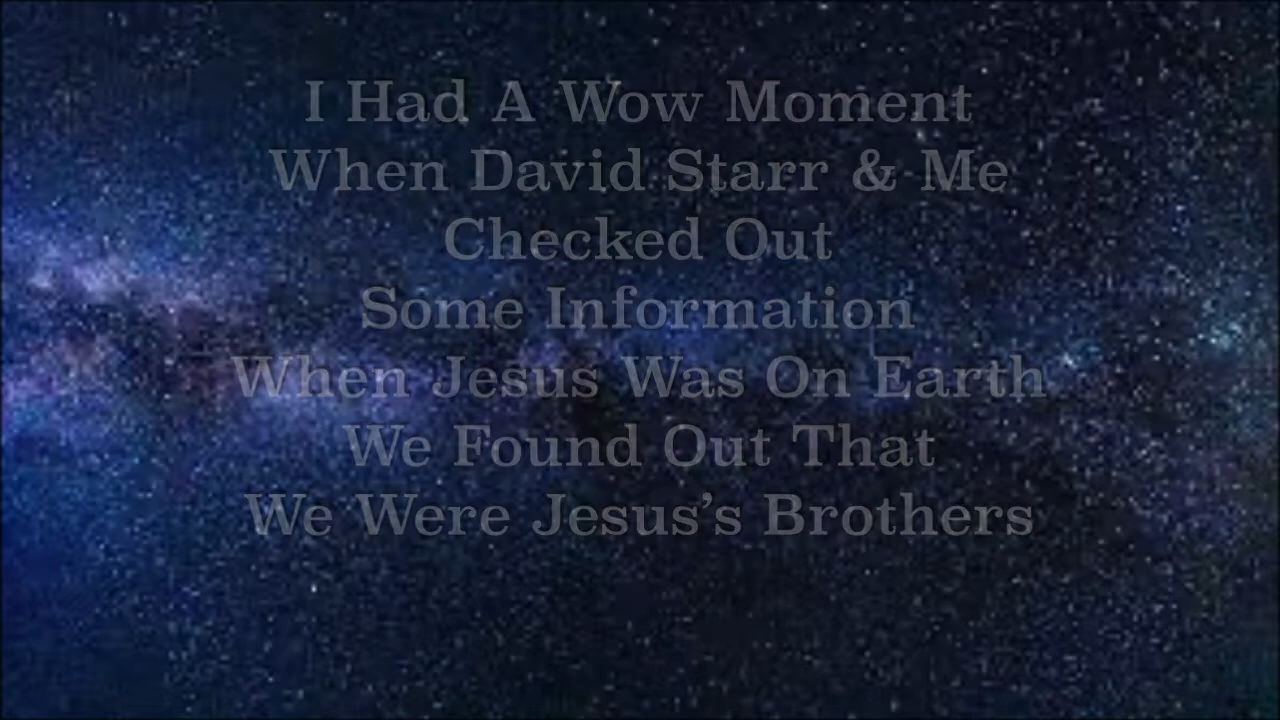 I Had A Wow Moment
When David Starr & Me
Checked Out
Some Information
When Jesus Was On Earth
We Found Out That
We Were Jesus’s Brothers